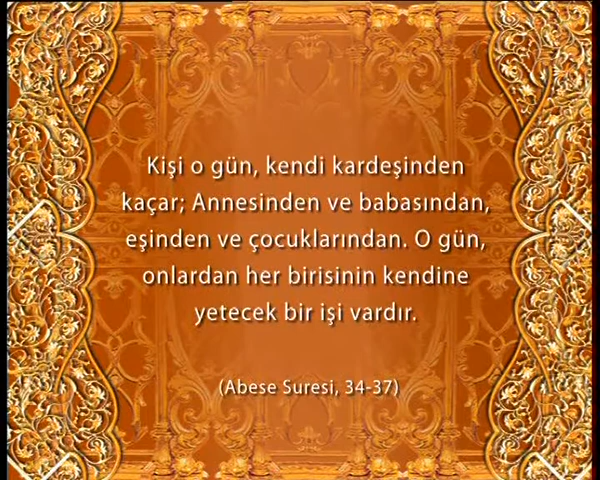 Kişi o gün, kendi kardeşinden
kaçar; Annesinden ve babasından,
eşinden ve çocuklarından. O gün,
onlardan her birisinin kendine
yetecek bir işi vardır.
(Abese Suresi, 34-37)